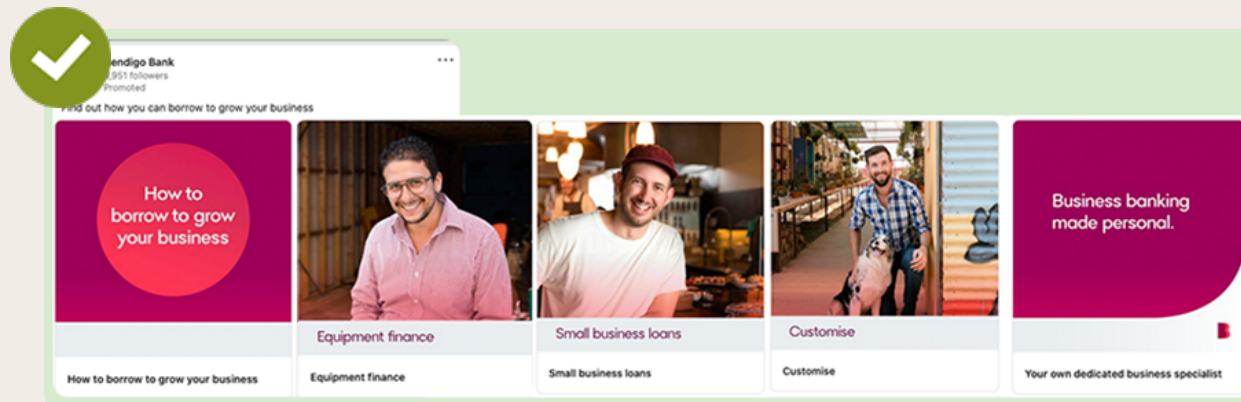 endigo Bank
,951 followers
Promoted
Find out how you can borrow to grow your business
How to
borrow to grow
your business
How to borrow to grow your business
Equipment finance
Equipment finance
Small business loans
Small business loans
Customise
Customise
Business banking
made personal.
B
Your own dedicated business specialist